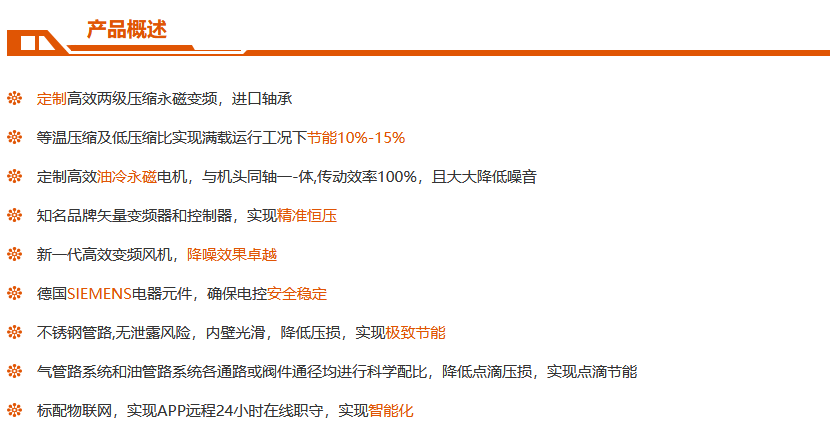 产品概述
定制高效两级压缩永磁变频，进口轴承
等温压缩及低压缩比实现满载运行工况下节能10%-15%
定制高效油冷永磁电机，与机头同轴一-体,传动效率100%，且大大降低噪音
知名品牌矢量变频器和控制器，实现精准恒压
新一代高效变频风机，降噪效果卓越
德国SIEMENS电器元件，确保电控安全稳定
不锈钢管路,无泄露风险，内壁光滑，降低压损，实现极致节能
气管路系统和油管路系统各通路或阀件通径均进行科学配比，降低点滴压损，实现点滴节能
标配物联网，实现APP远程24小时在线职守，实现智能化